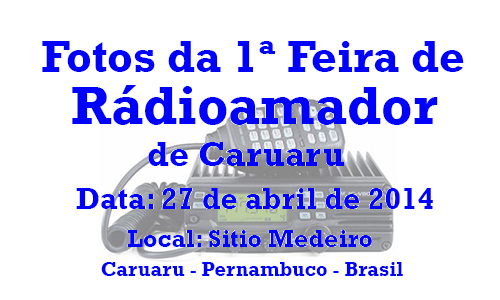 Fotos da 1ª Feira de
Rádioamador
de Caruaru
Data: 27 de abril de 2014
Local: Sitio Medeiro
Caruaru - Pernambuco - Brasil